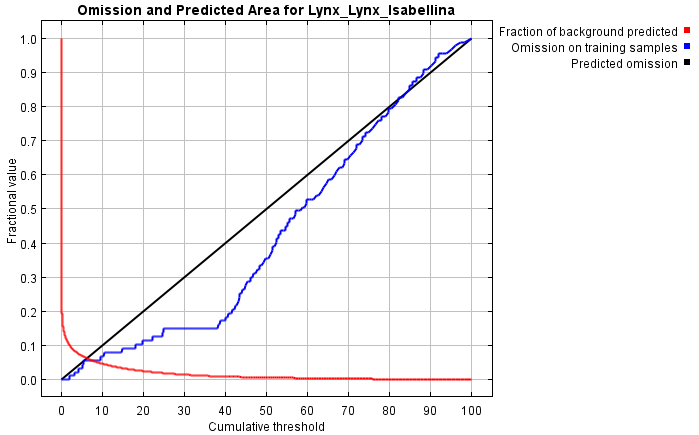 Omission and Predicted Area for Lynx_Lynx_Isabellina
Fraction of background predicted
Omission on training samples
Predicted omission
Fractional value
1.0
0.9
0.8
0.7
0.6
0.5
0.4
0.3
0.2
0.1
0.0
0 10 20 30 40 50 60 70 80 90 100
Cumulative threshold